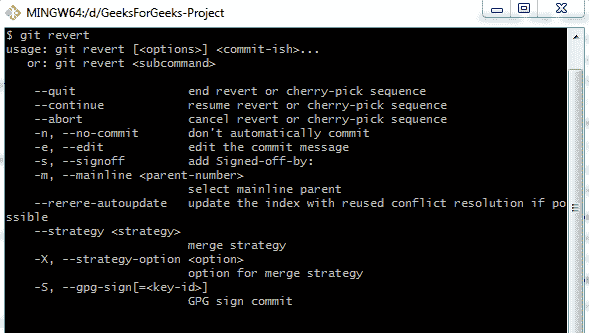 MINGW64:/d/GeeksForGeeks-Project
$ git revert
usage: git revert [<options>] <commit-ish>...
   or: git revert <subcommand>

    --quit                end revert or cherry-pick sequence
    --continue            resume revert or cherry-pick sequence
    --abort               cancel revert or cherry-pick sequence
    -n, --no-commit       don't automatically commit
    -e, --edit            edit the commit message
    -s, --signoff         add Signed-off-by:
    -m, --mainline <parent-number>
                          select mainline parent
    --rerere-autoupdate   update the index with reused conflict resolution if po
ssible
    --strategy <strategy>
                          merge strategy
    -X, --strategy-option <option>
                          option for merge strategy
    -S, --gpg-sign[=<key-id>]
                          GPG sign commit